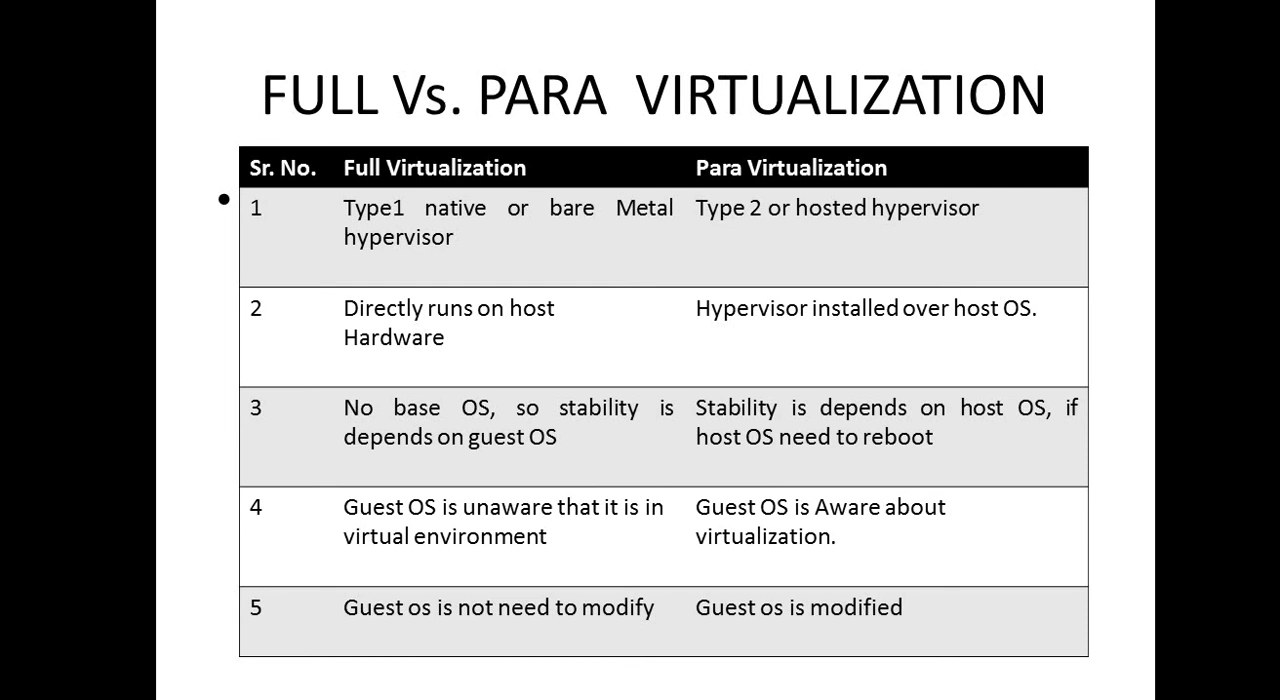 FULL Vs. PARA VIRTUALIZATION
Sr. No. Full Virtualization Para Virtualization
• 1 Type1 native or bare Metal Type 2 or hosted hypervisor
hypervisor
2 Directly runs on host Hypervisor installed over host OS.
Hardware
3 No base OS, so stability is Stability is depends on host OS, if
depends on guest OS host OS need to reboot
4 Guest OS is unaware that it is in Guest OS is Aware about
virtual environment virtualization.
5 Guest os is not need to modify Guest os is modified